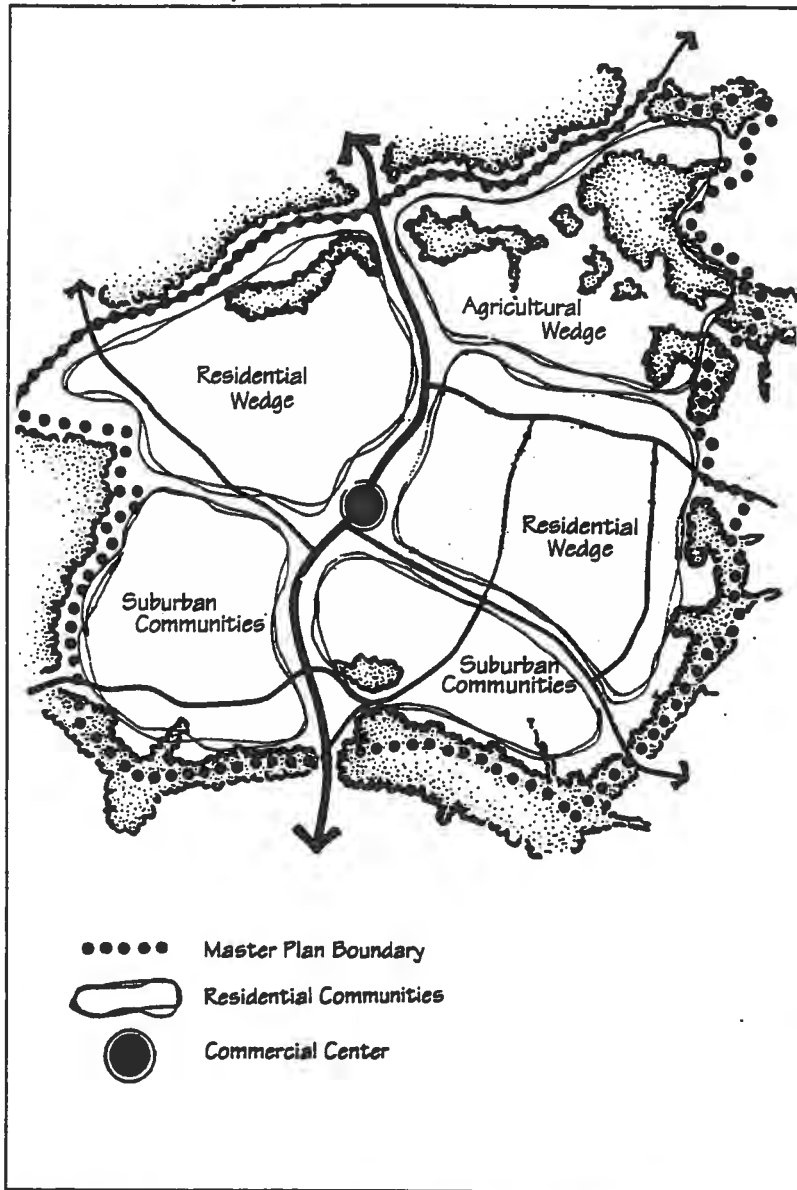 Agricultural
Wedge
Residential
Wedge
Residential
Wedge
Suburban
Communities
Suburban
Communities
Master Plan Boundary
Residential Communities
Commercial Center